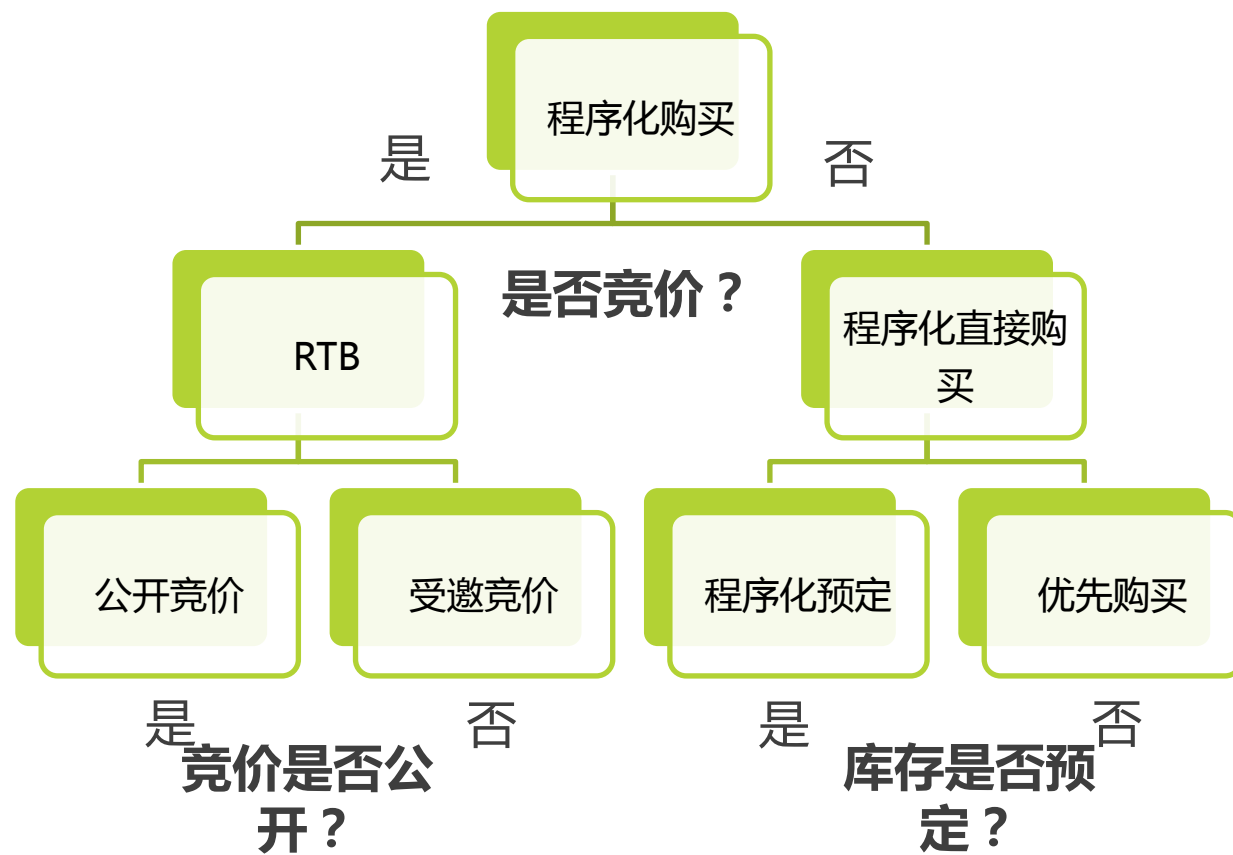 程序化购买
是
否
是否竞价？
RTB
程序化直接购
买
公开竞价
受邀竞价
程序化预定
优先购买
是
否
是
否
竞价是否公
开？
库存是否预
定？